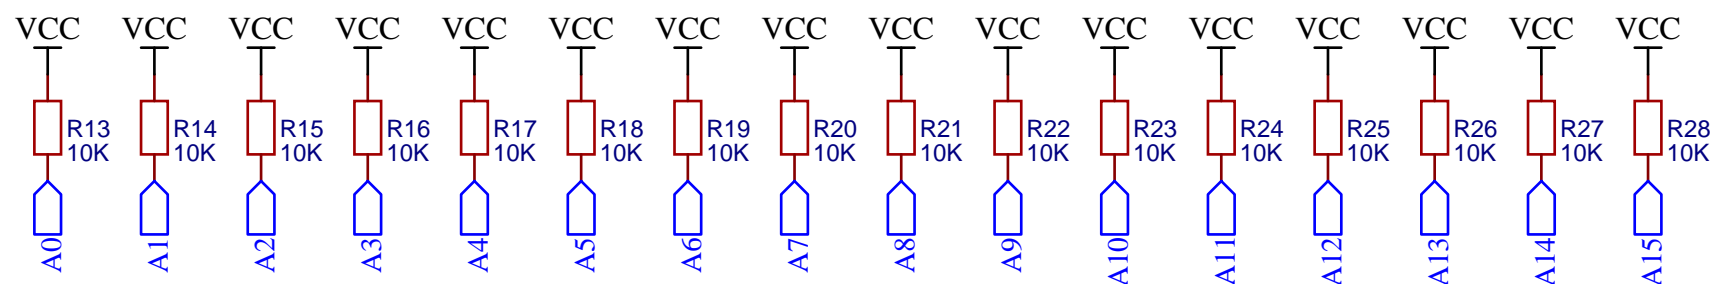 VCC VCC VCC VCC VCC VCC VCC VCC VCC VCC VCC VCC VCC VCC VCC VCC
R13 R14 R15 R16 R17 R18 R19 R20 R21 R22 R23 R24 R25 R26 R27 R28
10K 10K 10K 10K 10K 10K 10K 10K 10K 10K 10K 10K 10K 10K 10K 10K
A0 A1 A2 A3 A4 A5 A6 A7 A8 A9 A10 A11 A12 A13 A14 A15